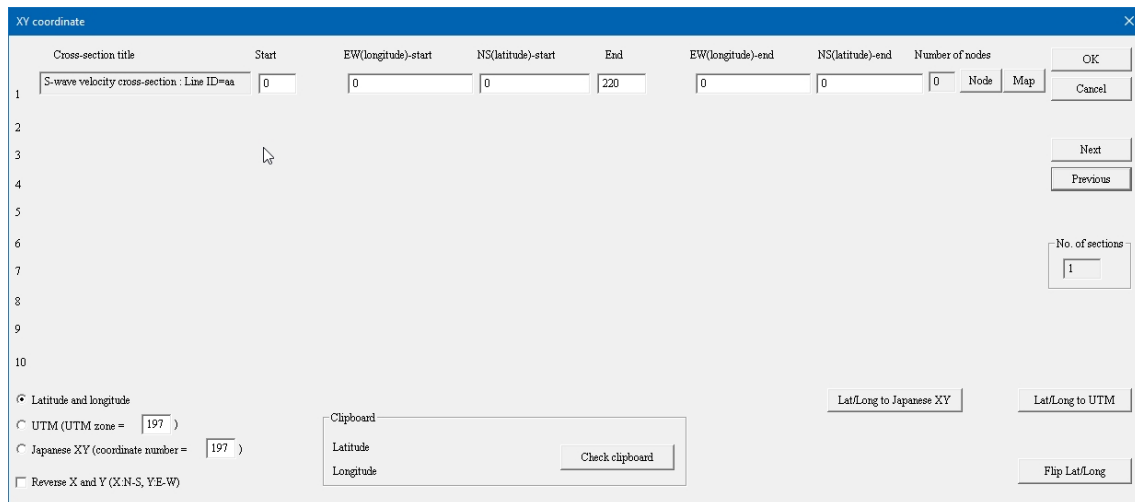 XY coordinate
Cross-section title Start EW(longitude)-start NS(latitude)-start End EW(longitude)-end NS(latitude)-end Number of nodes
OK
1 S-wave velocity cross-section : Line ID=aa 0 0 0 220 0 0 0 Node Map
Cancel
2
3
Next
4
Previous
5
6
No. of sections
7
1
8
9
10
Latitude and longitude
Lat/Long to Japanese XY Lat/Long to UTM
UTM (UTM zone = 197 )
Japanese XY (coordinate number = 197 )
Reverse X and Y (X:N-S, Y:E-W)
Clipboard
Latitude
Longitude
Check clipboard
Flip Lat/Long